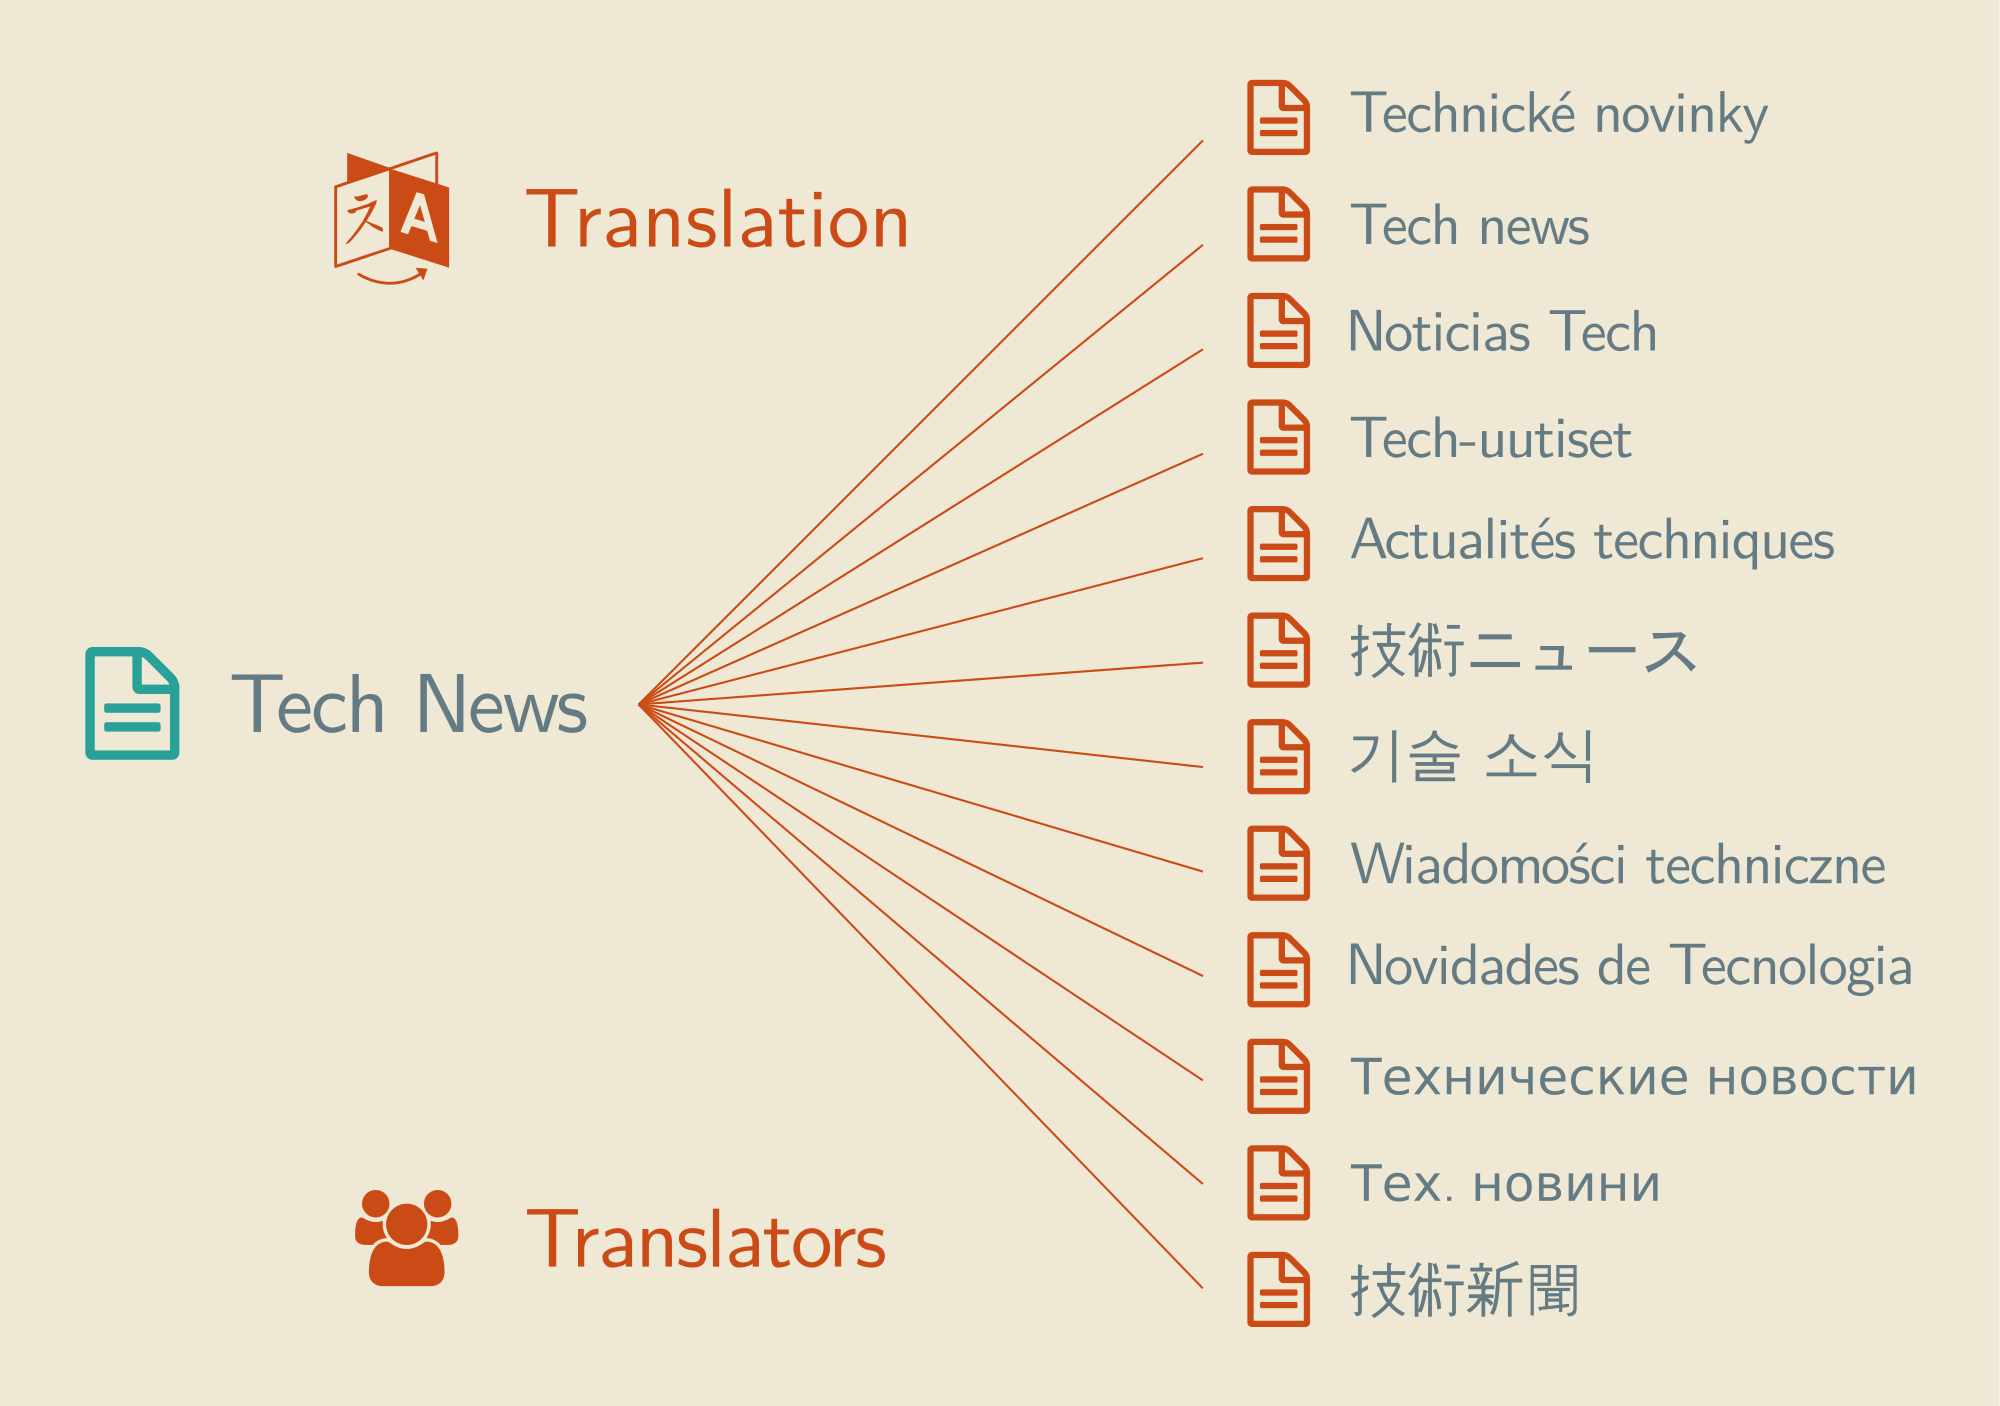 Translation
Tech News
Translators
Technické novinky
Tech news
Noticias Tech
Tech-uutiset
Actualités techniques
技術ニュース
기술 소식
Wiadomości techniczne
Novidades de Tecnologia
Технические новости
Тех. новини
技術新聞